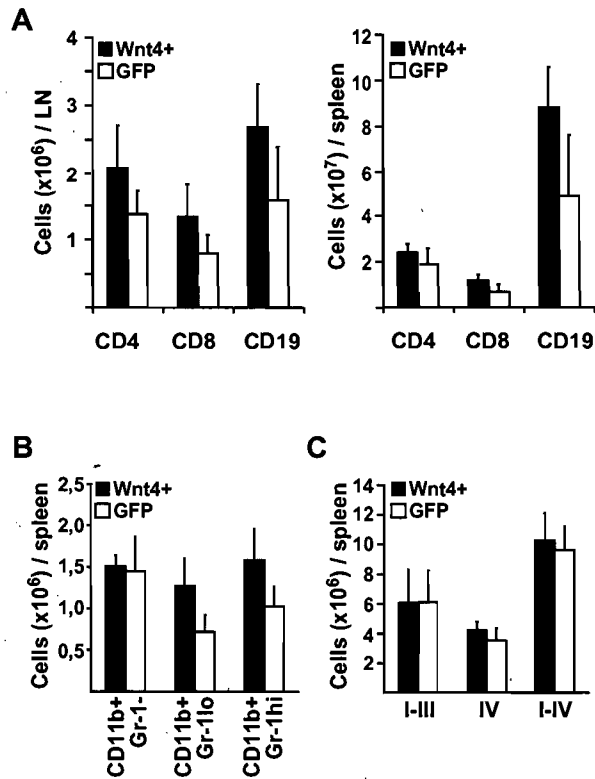 A
Cells (x10⁶) / LN
4
3
2
1
Wnt4+
GFP
CD4 CD8 CD19
Cells (x10⁷) / spleen
12
10
8
6
4
2
Wnt4+
GFP
CD4 CD8 CD19
B
Cells (x10⁶) / spleen
2,5
2,0
1,5
1,0
0,5
Wnt4+
GFP
CD11b+
Gr-1-
CD11b+
Gr-1lo
CD11b+
Gr-1hi
C
Cells (x10⁶) / spleen
14
12
10
8
6
4
2
Wnt4+
GFP
I-III IV I-IV